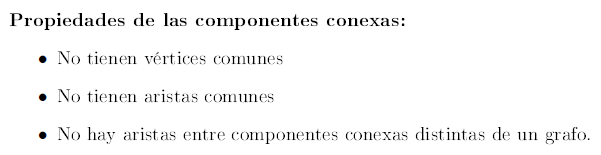 Propiedades de las componentes conexas:
• No tienen vértices comunes
• No tienen aristas comunes
• No hay aristas entre componentes conexas distintas de un grafo.